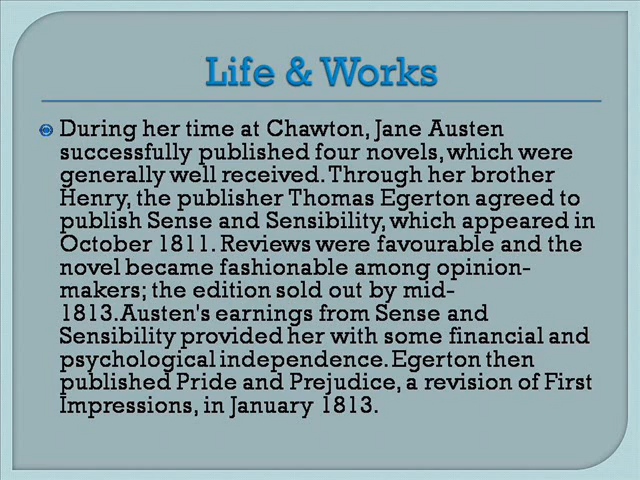 Life & Works
During her time at Chawton, Jane Austen
successfully published four novels, which were
generally well received. Through her brother
Henry, the publisher Thomas Egerton agreed to
publish Sense and Sensibility, which appeared in
October 1811. Reviews were favourable and the
novel became fashionable among opinion-
makers; the edition sold out by mid-
1813.Austen's earnings from Sense and
Sensibility provided her with some financial and
psychological independence. Egerton then
published Pride and Prejudice, a revision of First
Impressions, in January 1813.